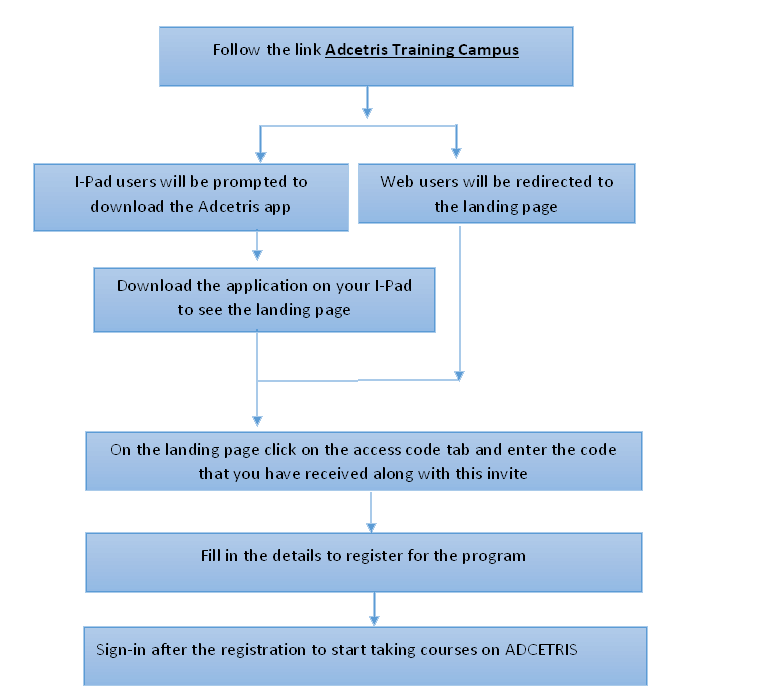 Follow the link Adcetris Training Campus
I-Pad users will be prompted to
download the Adcetris app
Web users will be redirected to
the landing page
Download the application on your I-Pad
to see the landing page
On the landing page click on the access code tab and enter the code
that you have received along with this invite
Fill in the details to register for the program
Sign-in after the registration to start taking courses on ADCETRIS